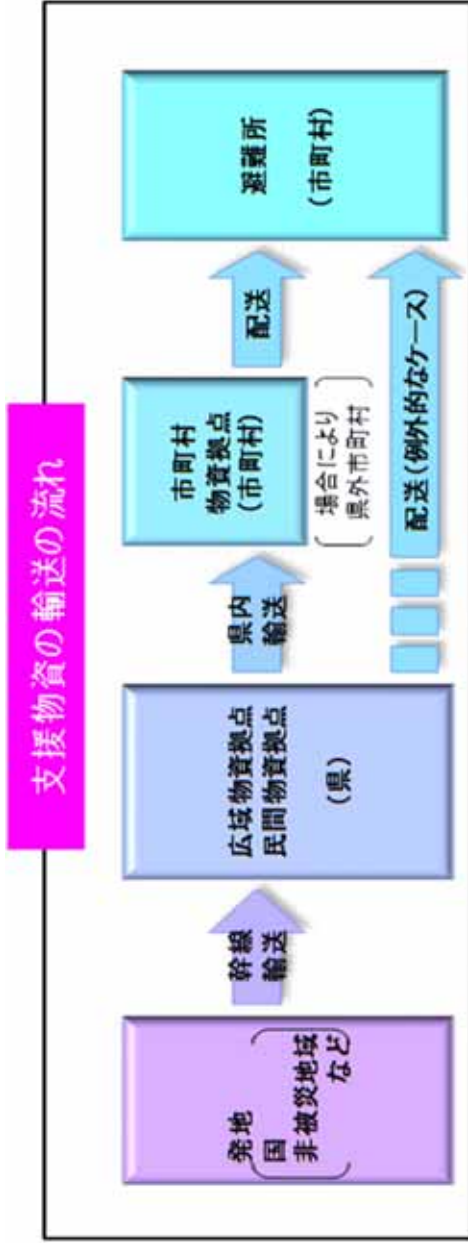 支援物資の輸送の流れ
発地
国
非被災地域
など
幹線
輸送
広域物資拠点
民間物資拠点
(県)
県内
輸送
市町村
物資拠点
(市町村)
場合により
県外市町村
配送
配送(例外的なケース)
避難所
(市町村)